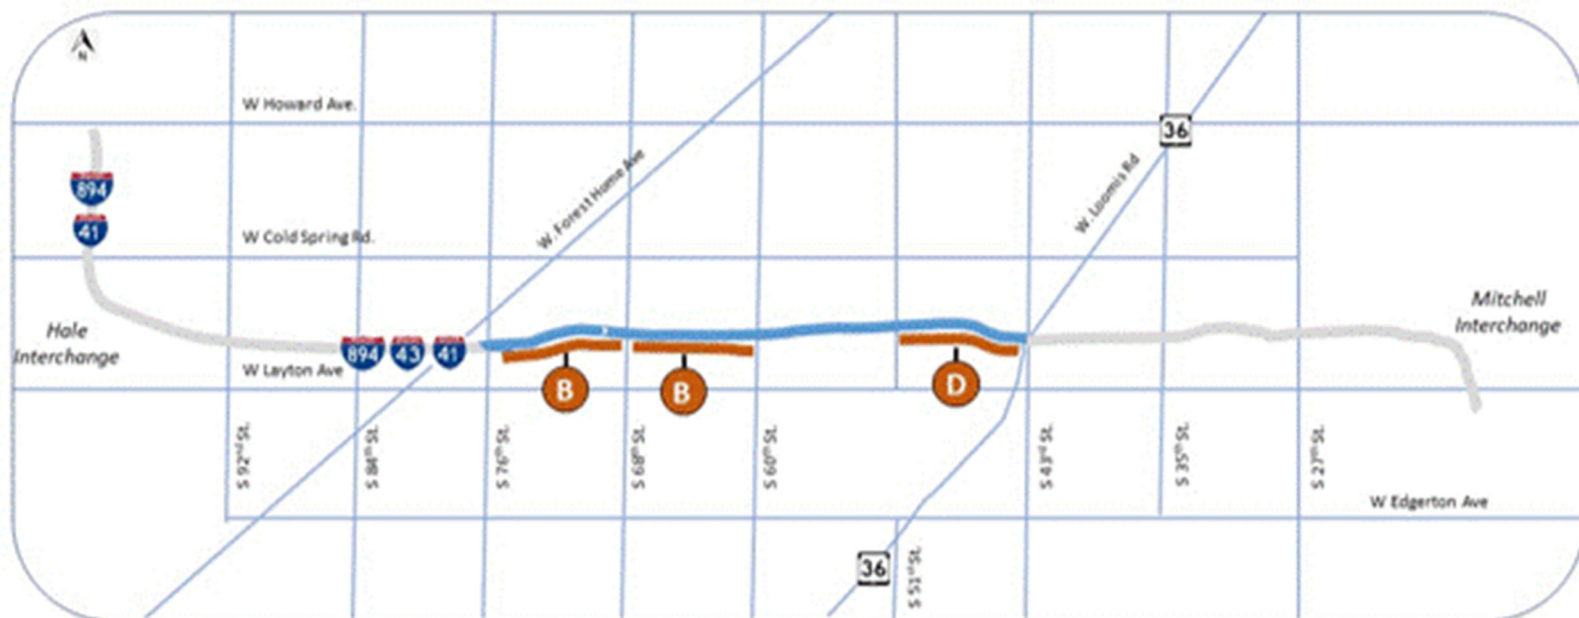 N
W Howard Ave.
36
894
41
W. Forest Home Ave
W. Loomis Rd
W Cold Spring Rd.
Hale
Interchange
Mitchell
Interchange
894
43
41
W Layton Ave
B
B
D
S 92nd St.
S 84th St.
S 76th St.
S 68th St.
S 60th St.
S 43rd St.
S 35th St.
S 27th St.
W Edgerton Ave
36
S 51st St.